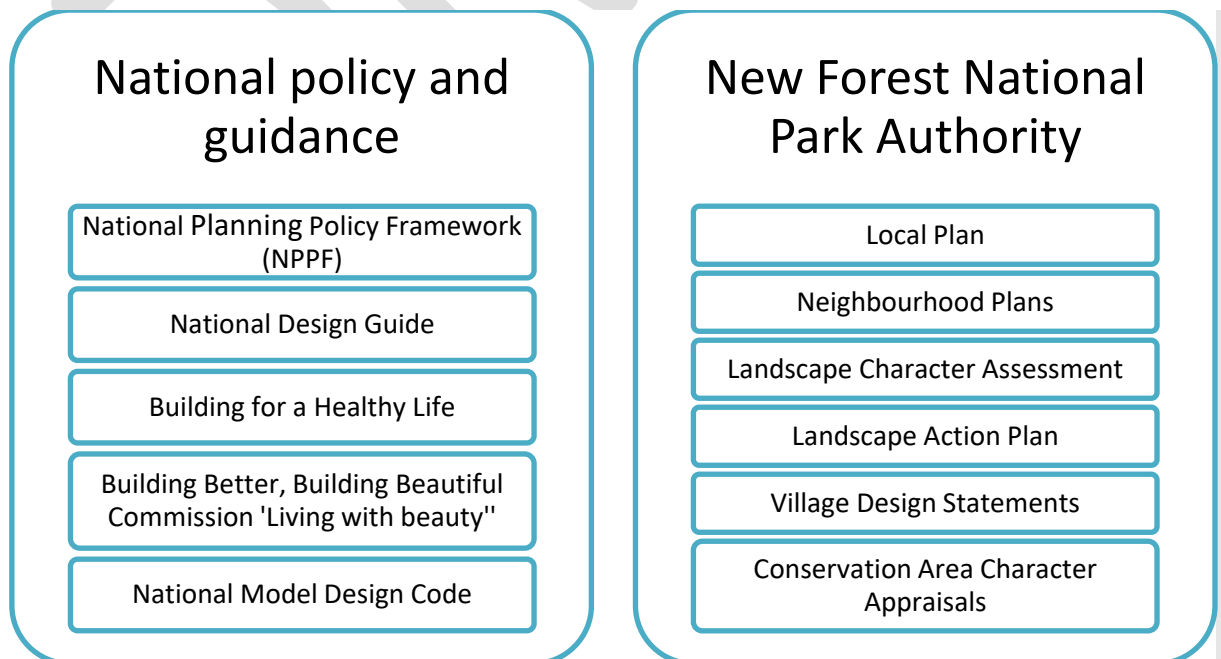 National policy and
guidance
National Planning Policy Framework
(NPPF)
National Design Guide
Building for a Healthy Life
Building Better, Building Beautiful
Commission 'Living with beauty''
National Model Design Code
New Forest National
Park Authority
Local Plan
Neighbourhood Plans
Landscape Character Assessment
Landscape Action Plan
Village Design Statements
Conservation Area Character
Appraisals